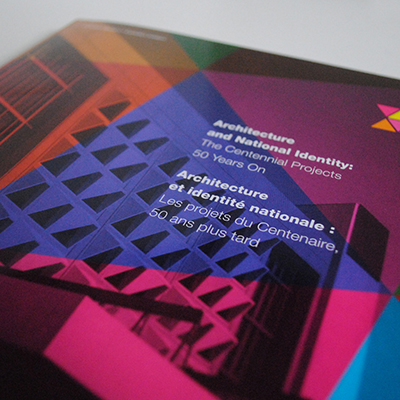 Architecture
and National Identity:
The Centennial Projects
50 Years On
Architecture
et identité nationale :
Les projets du Centenaire,
50 ans plus tard